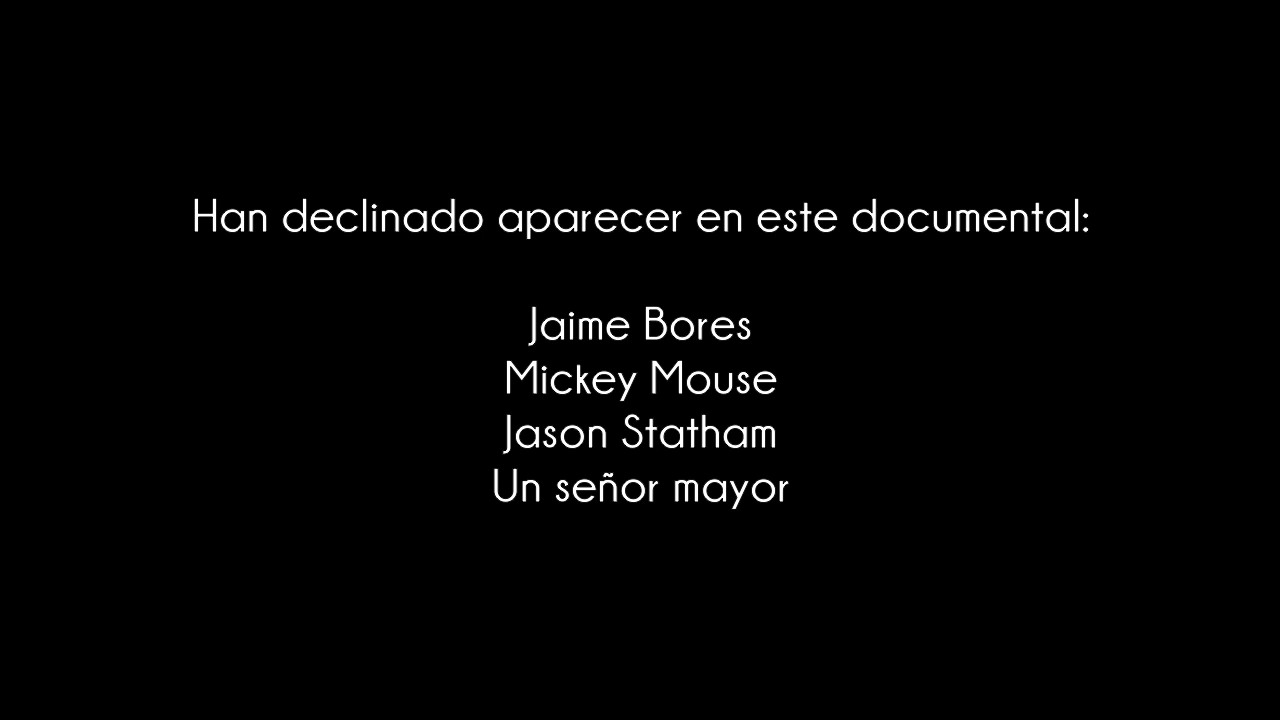 Han declinado aparecer en este documental:
Jaime Bores
Mickey Mouse
Jason Statham
Un señor mayor